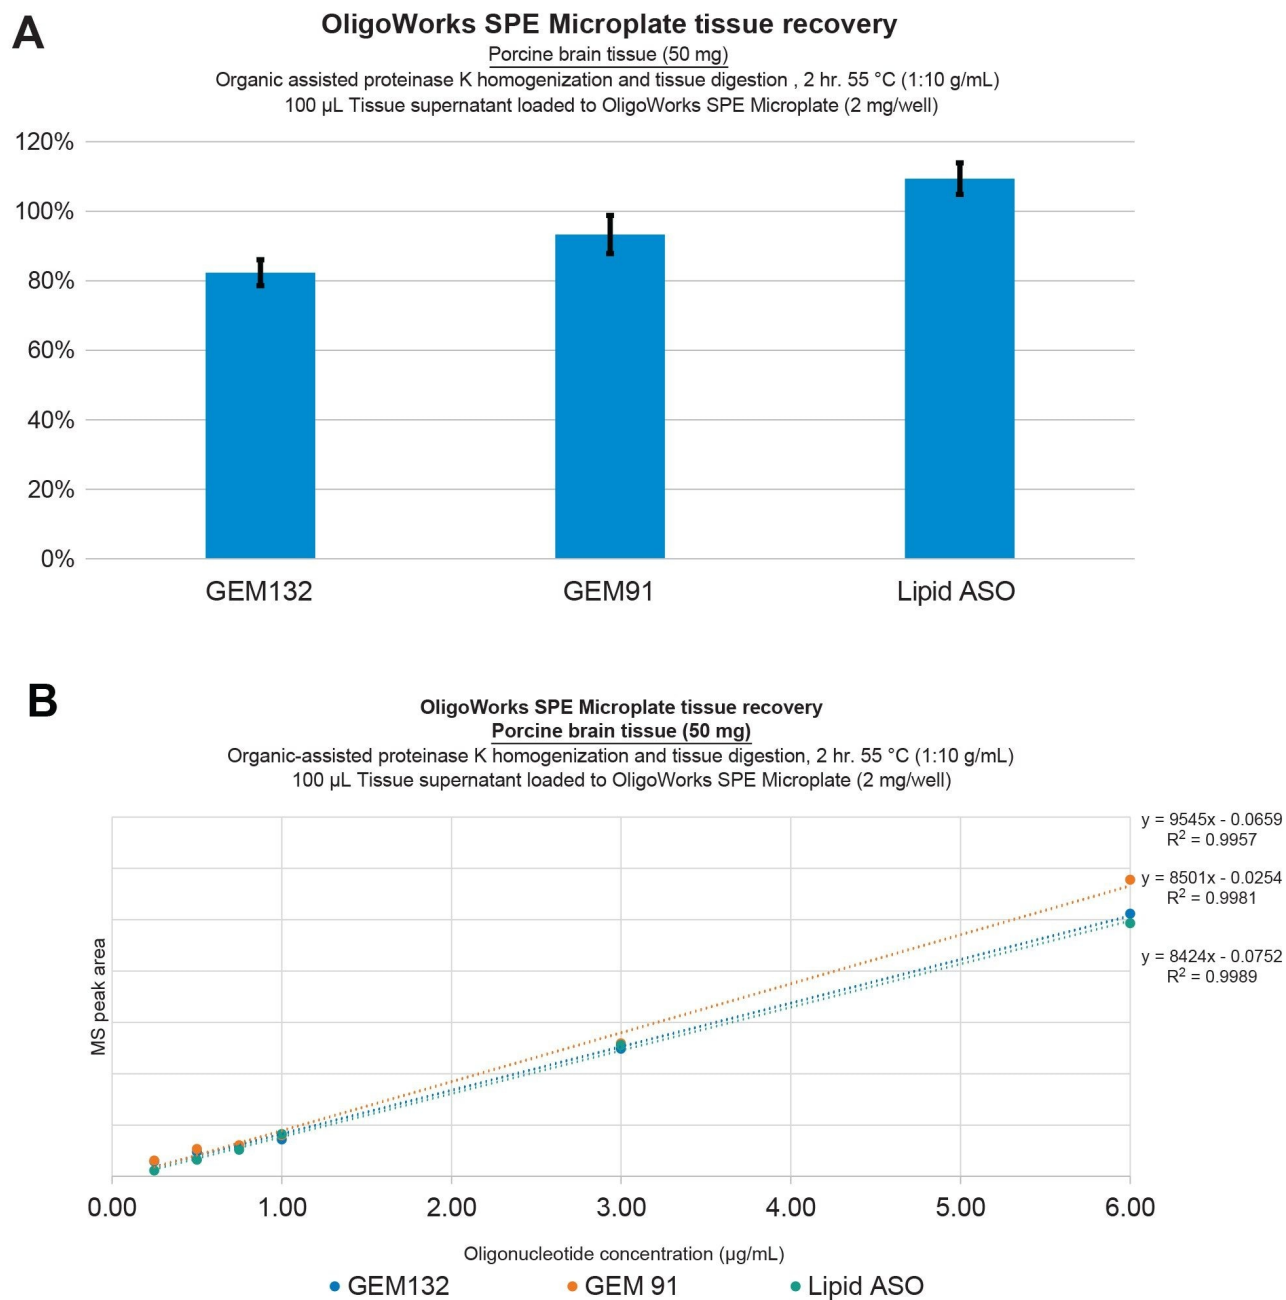 A
OligoWorks SPE Microplate tissue recovery
Porcine brain tissue (50 mg)
Organic assisted proteinase K homogenization and tissue digestion , 2 hr. 55 °C (1:10 g/mL)
100 µL Tissue supernatant loaded to OligoWorks SPE Microplate (2 mg/well)
120%
100%
80%
60%
40%
20%
0%
GEM132 GEM91 Lipid ASO
B
OligoWorks SPE Microplate tissue recovery
Porcine brain tissue (50 mg)
Organic-assisted proteinase K homogenization and tissue digestion, 2 hr. 55 °C (1:10 g/mL)
100 µL Tissue supernatant loaded to OligoWorks SPE Microplate (2 mg/well)
y = 9545x - 0.0659
R² = 0.9957
y = 8501x - 0.0254
R² = 0.9981
y = 8424x - 0.0752
R² = 0.9989
MS peak area
0.00 1.00 2.00 3.00 4.00 5.00 6.00
Oligonucleotide concentration (µg/mL)
GEM132 GEM 91 Lipid ASO